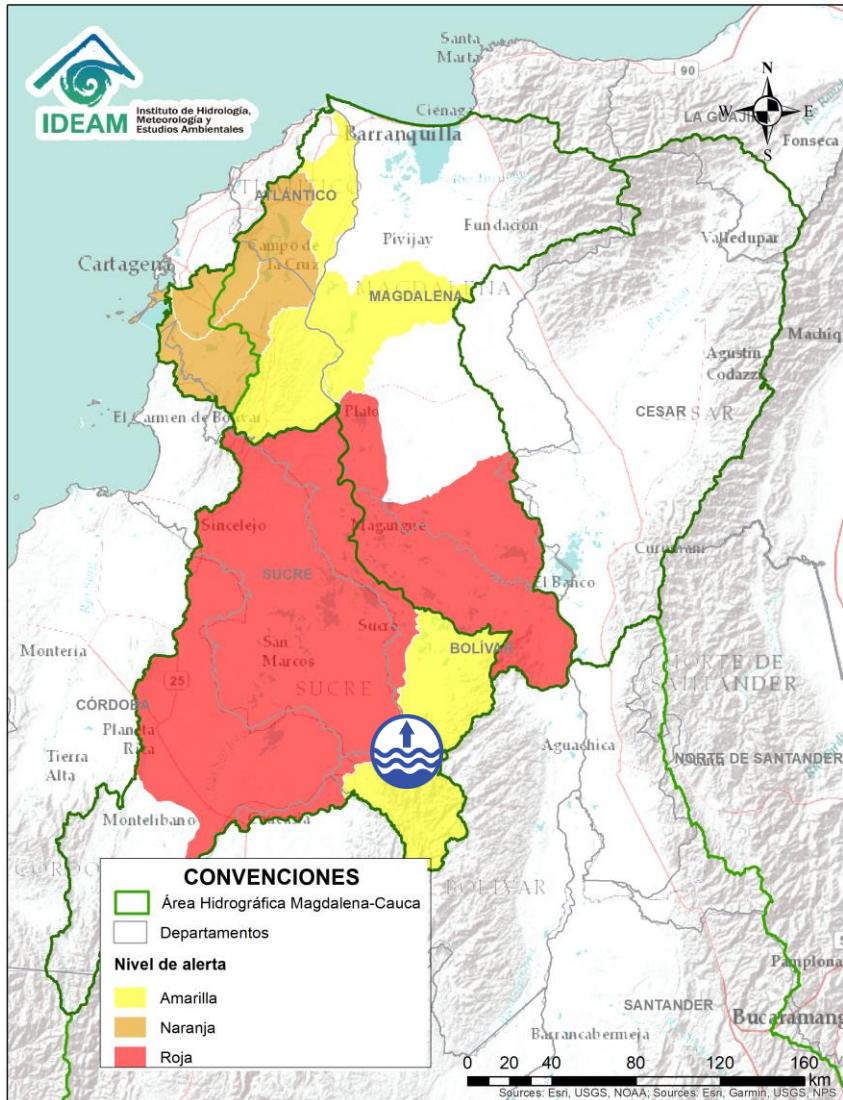 Santa
Marta
90
N
W E
S
LA GUAJIRA
Fonseca
IDEAM
Instituto de Hidrología,
Meteorología y
Estudios Ambientales
Ciénaga
Barranquilla
ATLÁNTICO
Fundación
Pivijay
Valledupar
Campo de
la Cruz
Cartagena
MAGDALENA
MAGDALENA
Agustín
Codazzi
CESAR
CESAR
El Carmen de Bolívar
Plato
Sincelejo
Magangué
Curumaní
El Banco
SUCRE
Sucre
San
Marcos
BOLÍVAR
Montería
25
SUCRE
NORTE DE
SANTANDER
CÓRDOBA
Planeta
Rica
Aguachica
Tierra
Alta
NORTE DE SANTANDER
Montelíbano
BOLÍVAR
CONVENCIONES
Área Hidrográfica Magdalena-Cauca
Departamentos
Nivel de alerta
Amarilla
Naranja
Roja
Pamplona
SANTANDER
Barrancabermeja
0 20 40 80 120 160
km
Sources: Esri, USGS, NOAA; Sources: Esri, Garmin, USGS, NPS